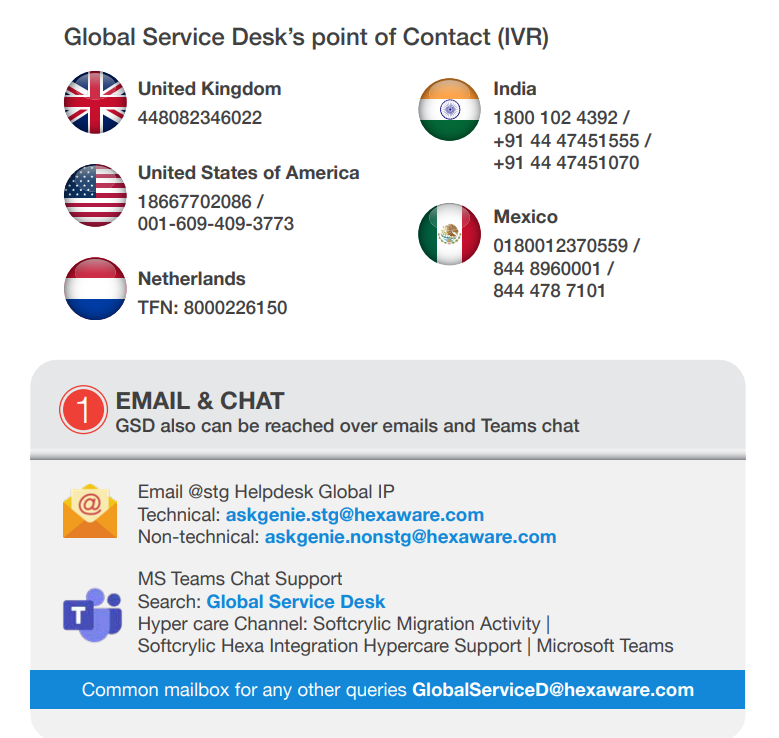 Global Service Desk's point of Contact (IVR)
United Kingdom
448082346022
United States of America
18667702086 /
001-609-409-3773
Netherlands
TFN: 8000226150
India
1800 102 4392 /
+91 44 47451555 /
+91 44 47451070
Mexico
0180012370559 /
844 8960001 /
844 478 7101
1
EMAIL & CHAT
GSD also can be reached over emails and Teams chat
@
Email @stg Helpdesk Global IP
Technical: askgenie.stg@hexaware.com
Non-technical: askgenie.nonstg@hexaware.com
T
MS Teams Chat Support
Search: Global Service Desk
Hyper care Channel: Softcrylic Migration Activity |
Softcrylic Hexa Integration Hypercare Support | Microsoft Teams
Common mailbox for any other queries GlobalServiceD@hexaware.com